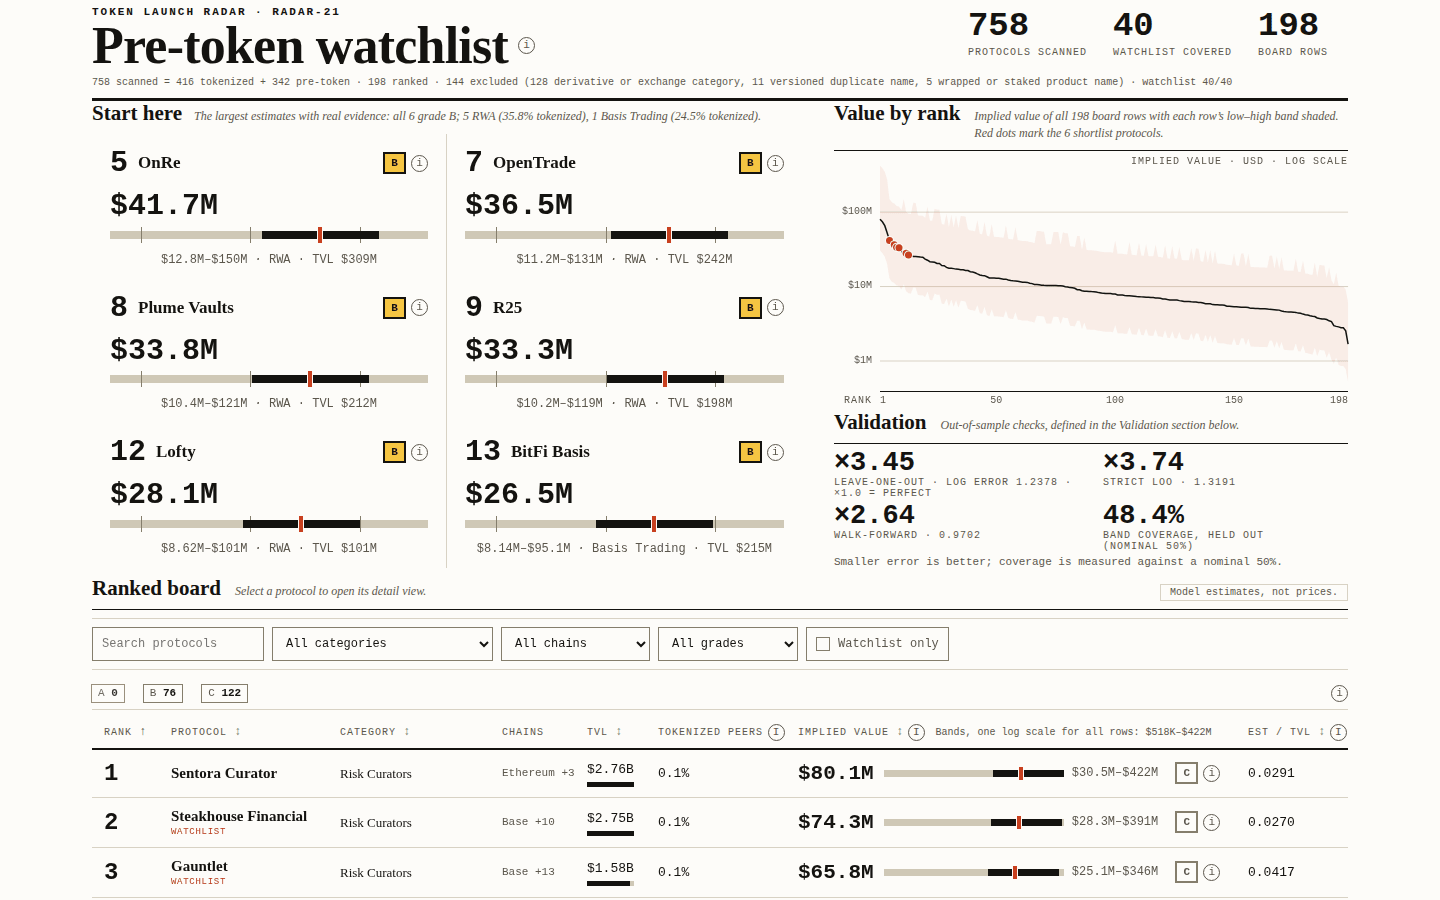 TOKEN LAUNCH RADAR · RADAR-21
Pre-token watchlist i
758 scanned = 416 tokenized + 342 pre-token · 198 ranked · 144 excluded (128 derivative or exchange category, 11 versioned duplicate name, 5 wrapped or staked product name) · watchlist 40/40
758
PROTOCOLS SCANNED
40
WATCHLIST COVERED
198
BOARD ROWS
Start here The largest estimates with real evidence: all 6 grade B; 5 RWA (35.8% tokenized), 1 Basis Trading (24.5% tokenized).
5 OnRe B i
$41.7M
$12.8M–$150M · RWA · TVL $309M
7 OpenTrade B i
$36.5M
$11.2M–$131M · RWA · TVL $242M
8 Plume Vaults B i
$33.8M
$10.4M–$121M · RWA · TVL $212M
9 R25 B i
$33.3M
$10.2M–$119M · RWA · TVL $198M
12 Lofty B i
$28.1M
$8.62M–$101M · RWA · TVL $101M
13 BitFi Basis B i
$26.5M
$8.14M–$95.1M · Basis Trading · TVL $215M
Value by rank Implied value of all 198 board rows with each row’s low–high band shaded.
Red dots mark the 6 shortlist protocols.
IMPLIED VALUE · USD · LOG SCALE
$100M
$10M
$1M
RANK 1 50 100 150 198
Validation Out-of-sample checks, defined in the Validation section below.
×3.45
LEAVE-ONE-OUT · LOG ERROR 1.2378 ·
×1.0 = PERFECT
×3.74
STRICT LOO · 1.3191
×2.64
WALK-FORWARD · 0.9702
48.4%
BAND COVERAGE, HELD OUT
(NOMINAL 50%)
Smaller error is better; coverage is measured against a nominal 50%.
Ranked board Select a protocol to open its detail view.
Model estimates, not prices.
Search protocols All categories All chains All grades Watchlist only
A 0 B 76 C 122 i
RANK ↑ PROTOCOL ↕ CATEGORY ↕ CHAINS TVL ↕ TOKENIZED PEERS I IMPLIED VALUE ↕ I Bands, one log scale for all rows: $518K–$422M EST / TVL ↕ I
1 Sentora Curator Risk Curators Ethereum +3 $2.76B 0.1% $80.1M $30.5M–$422M C i 0.0291
2 Steakhouse Financial Risk Curators Base +10 $2.75B 0.1% $74.3M $28.3M–$391M C i 0.0270
WATCHLIST
3 Gauntlet Risk Curators Base +13 $1.58B 0.1% $65.8M $25.1M–$346M C i 0.0417
WATCHLIST